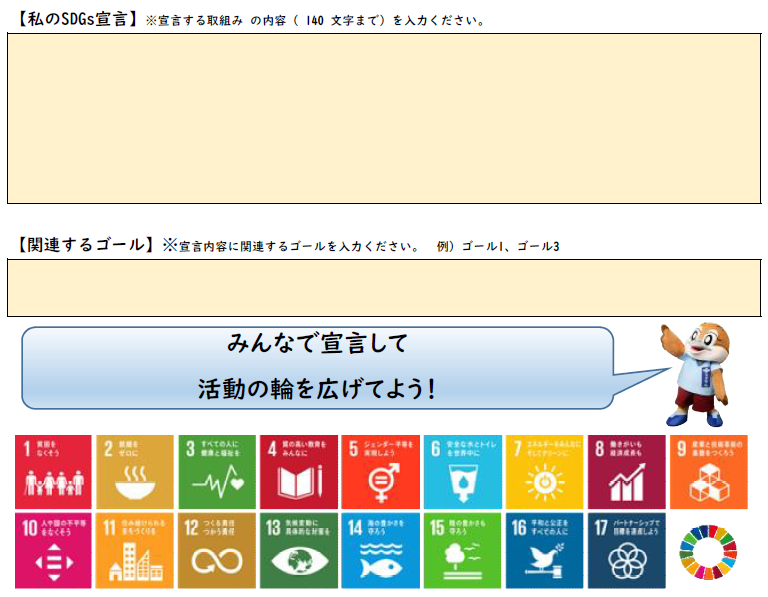 【私のSDGs宣言】※宣言する取組み の内容( 140 文字まで)を入力ください。
【関連するゴール】※宣言内容に関連するゴールを入力ください。 例)ゴール1、ゴール3
みんなで宣言して
活動の輪を広げてよう!
1 貧困を
なくそう
2 飢餓を
ゼロに
3 すべての人に
健康と福祉を
4 質の高い教育を
みんなに
5 ジェンダー平等を
実現しよう
6 安全な水とトイレ
を世界中に
7 エネルギーをみんなに
そしてクリーンに
8 働きがいも
経済成長も
9 産業と技術革新の
基盤をつくろう
10 人や国の不平等
をなくそう
11 住み続けられる
まちづくりを
12 つくる責任
つかう責任
13 気候変動に
具体的な対策を
14 海の豊かさを
守ろう
15 陸の豊かさも
守ろう
16 平和と公正を
すべての人に
17 パートナーシップで
目標を達成しよう